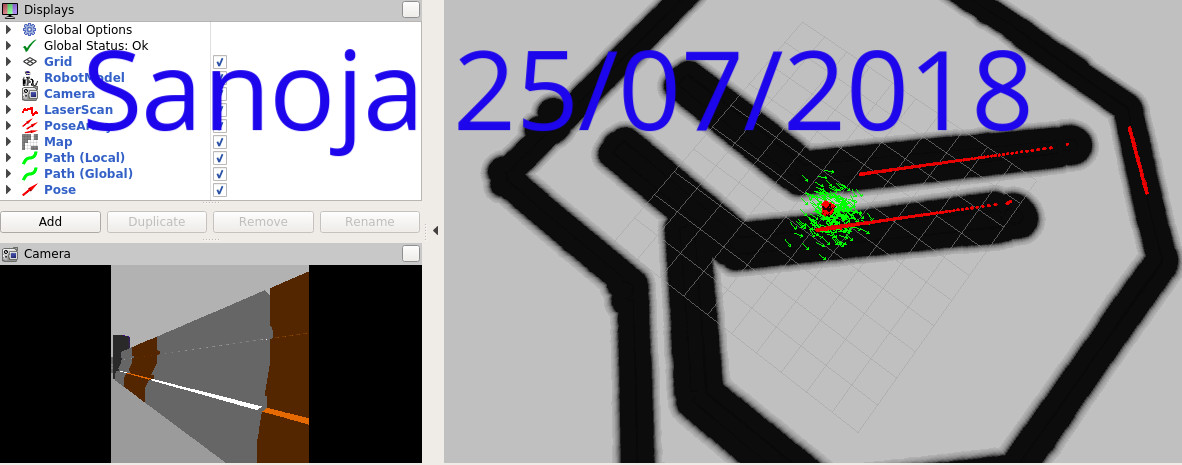 Displays
Global Options
Global Status: Ok
Grid
RobotModel
Camera
LaserScan
PoseArray
Map
Path (Local)
Path (Global)
Pose
Sanoja 25/07/2018
Add Duplicate Remove Rename
Camera